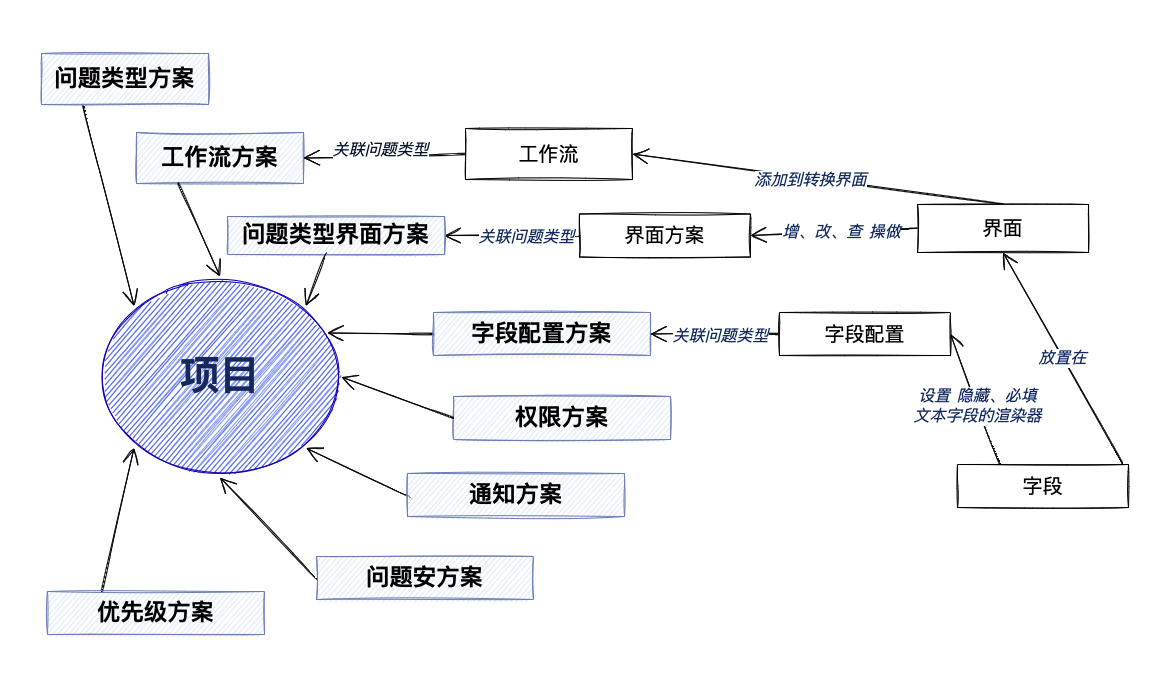 问题类型方案
工作流方案
关联问题类型
工作流
添加到转换界面
问题类型界面方案
关联问题类型
界面方案
增、改、查 操做
界面
项目
字段配置方案
关联问题类型
字段配置
放置在
设置 隐藏、必填
文本字段的渲染器
权限方案
通知方案
字段
问题安方案
优先级方案